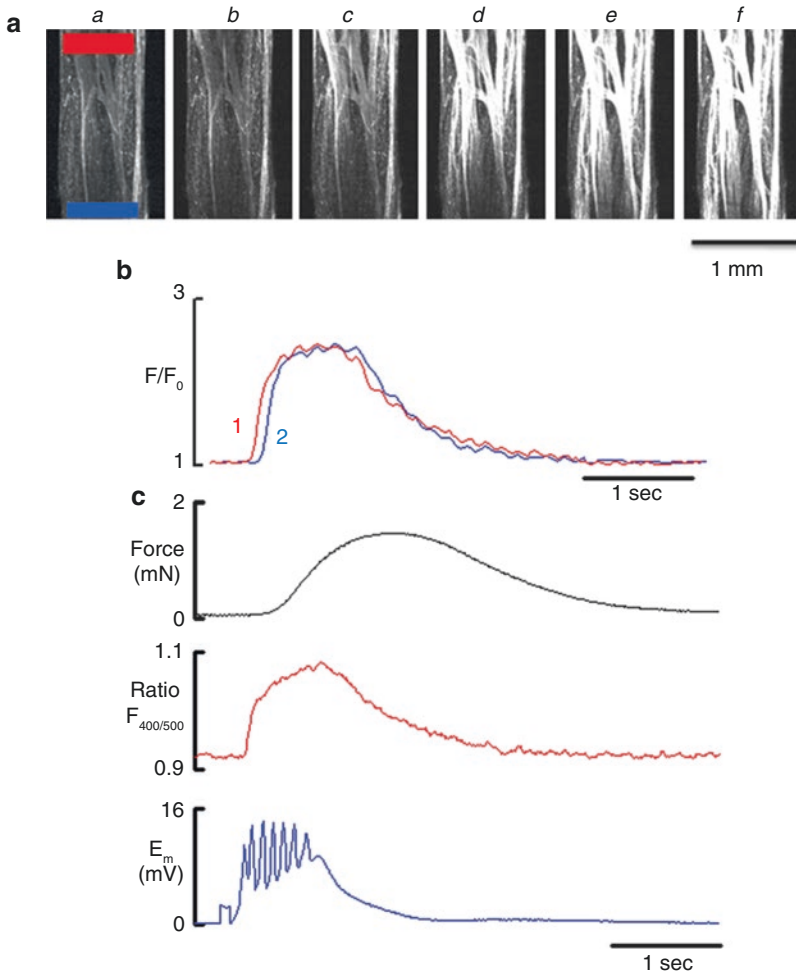 a
a b c d e f
1 mm
b
3
F/F0
1
1
2
1 sec
c
2
Force
(mN)
0
1.1
Ratio
F400/500
0.9
16
Em
(mV)
0
1 sec